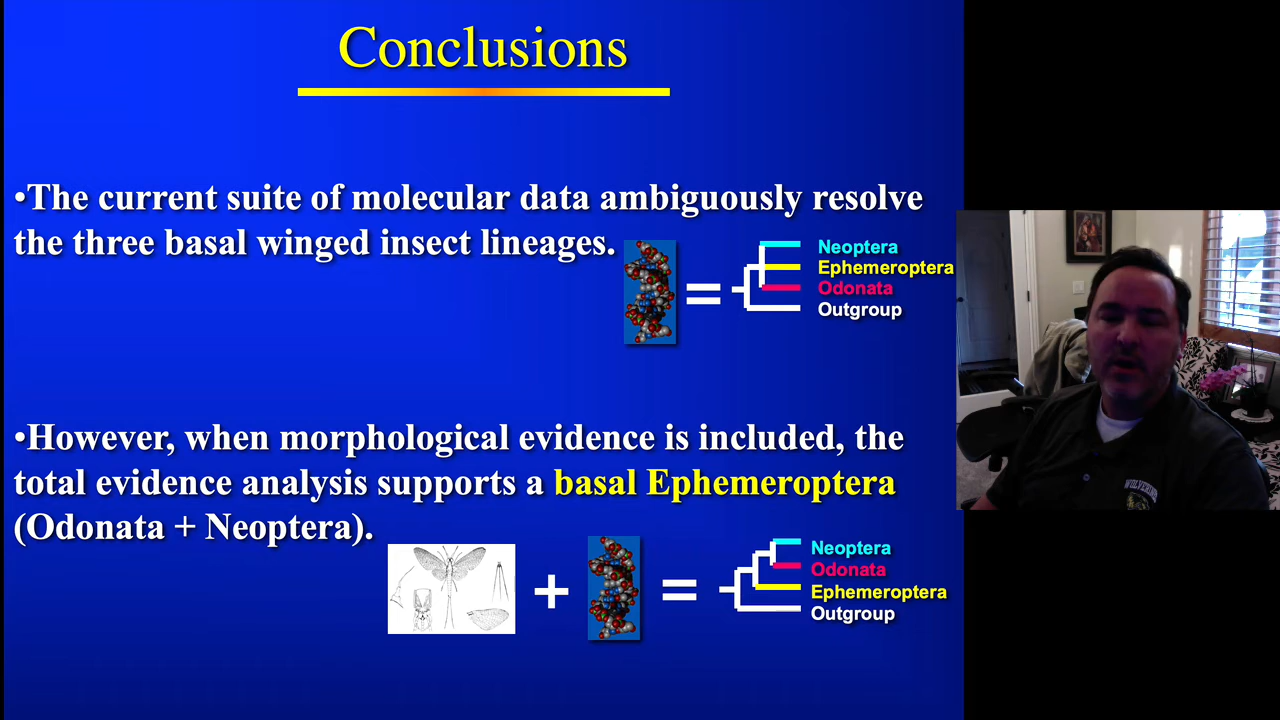 Conclusions
•The current suite of molecular data ambiguously resolve
the three basal winged insect lineages.
=
Neoptera
Ephemeroptera
Odonata
Outgroup
•However, when morphological evidence is included, the
total evidence analysis supports a basal Ephemeroptera
(Odonata + Neoptera).
+ =
Neoptera
Odonata
Ephemeroptera
Outgroup